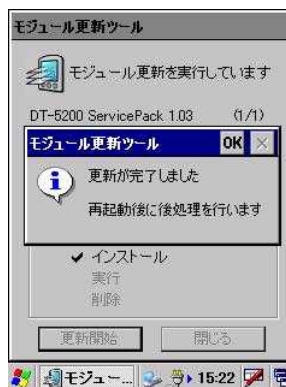 モジュール更新ツール
モジュール更新を実行しています
DT-5200 ServicePack 1.03 (1/1)
モジュール更新ツール OK ×
更新が完了しました
再起動後に後処理を行います
インストール
実行
削除
更新開始 閉じる
モジュー... 15:22